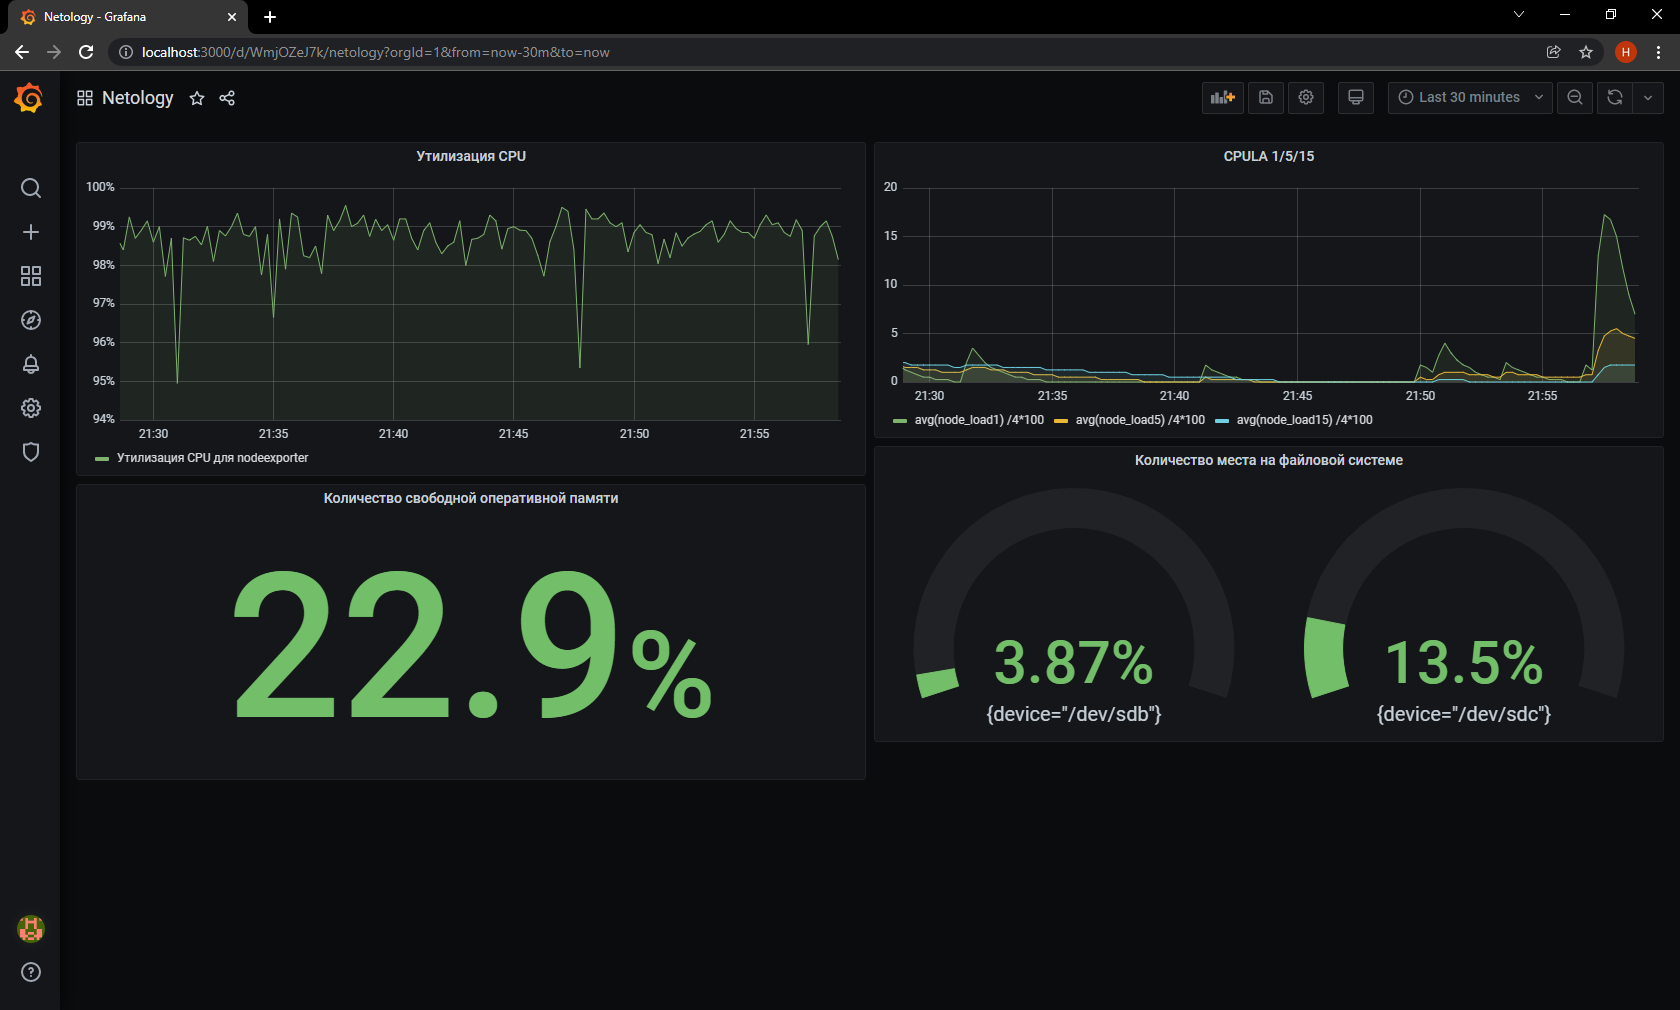 Netology - Grafana
localhost:3000/d/WmjOZeJ7k/netology?orgId=1&from=now-30m&to=now
H
Netology
Last 30 minutes
Утилизация CPU
100%
99%
98%
97%
96%
95%
94%
21:30 21:35 21:40 21:45 21:50 21:55
Утилизация CPU для nodeexporter
CPULA 1/5/15
20
15
10
5
0
21:30 21:35 21:40 21:45 21:50 21:55
avg(node_load1) /4*100 avg(node_load5) /4*100 avg(node_load15) /4*100
Количество свободной оперативной памяти
22.9%
Количество места на файловой системе
3.87% 13.5%
{device="/dev/sdb"} {device="/dev/sdc"}